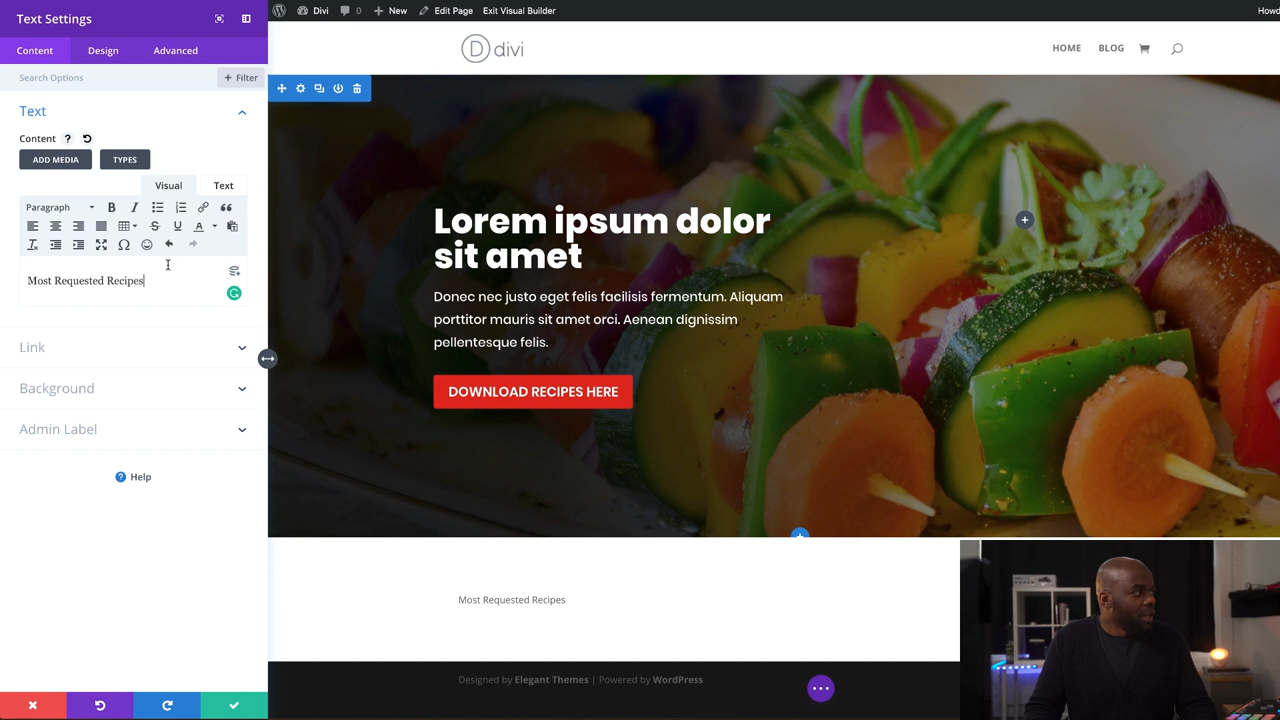 Text Settings
Content
Design
Advanced
Search Options
+ Filter
Text
Content ?
ADD MEDIA
TYPES
Visual
Text
Paragraph
Most Requested Recipes
Link
Background
Admin Label
? Help
Divi
0
+ New
Edit Page
Exit Visual Builder
Howd
D divi
HOME
BLOG
Lorem ipsum dolor
sit amet
Donec nec justo eget felis facilisis fermentum. Aliquam
porttitor mauris sit amet orci. Aenean dignissim
pellentesque felis.
DOWNLOAD RECIPES HERE
Most Requested Recipes
Designed by Elegant Themes | Powered by WordPress